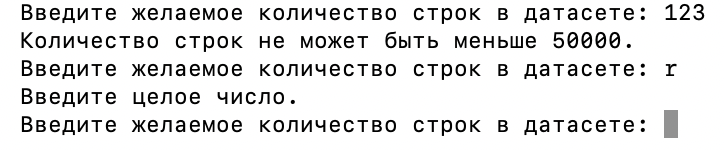 Введите желаемое количество строк в датасете: 123
Количество строк не может быть меньше 50000.
Введите желаемое количество строк в датасете: r
Введите целое число.
Введите желаемое количество строк в датасете: